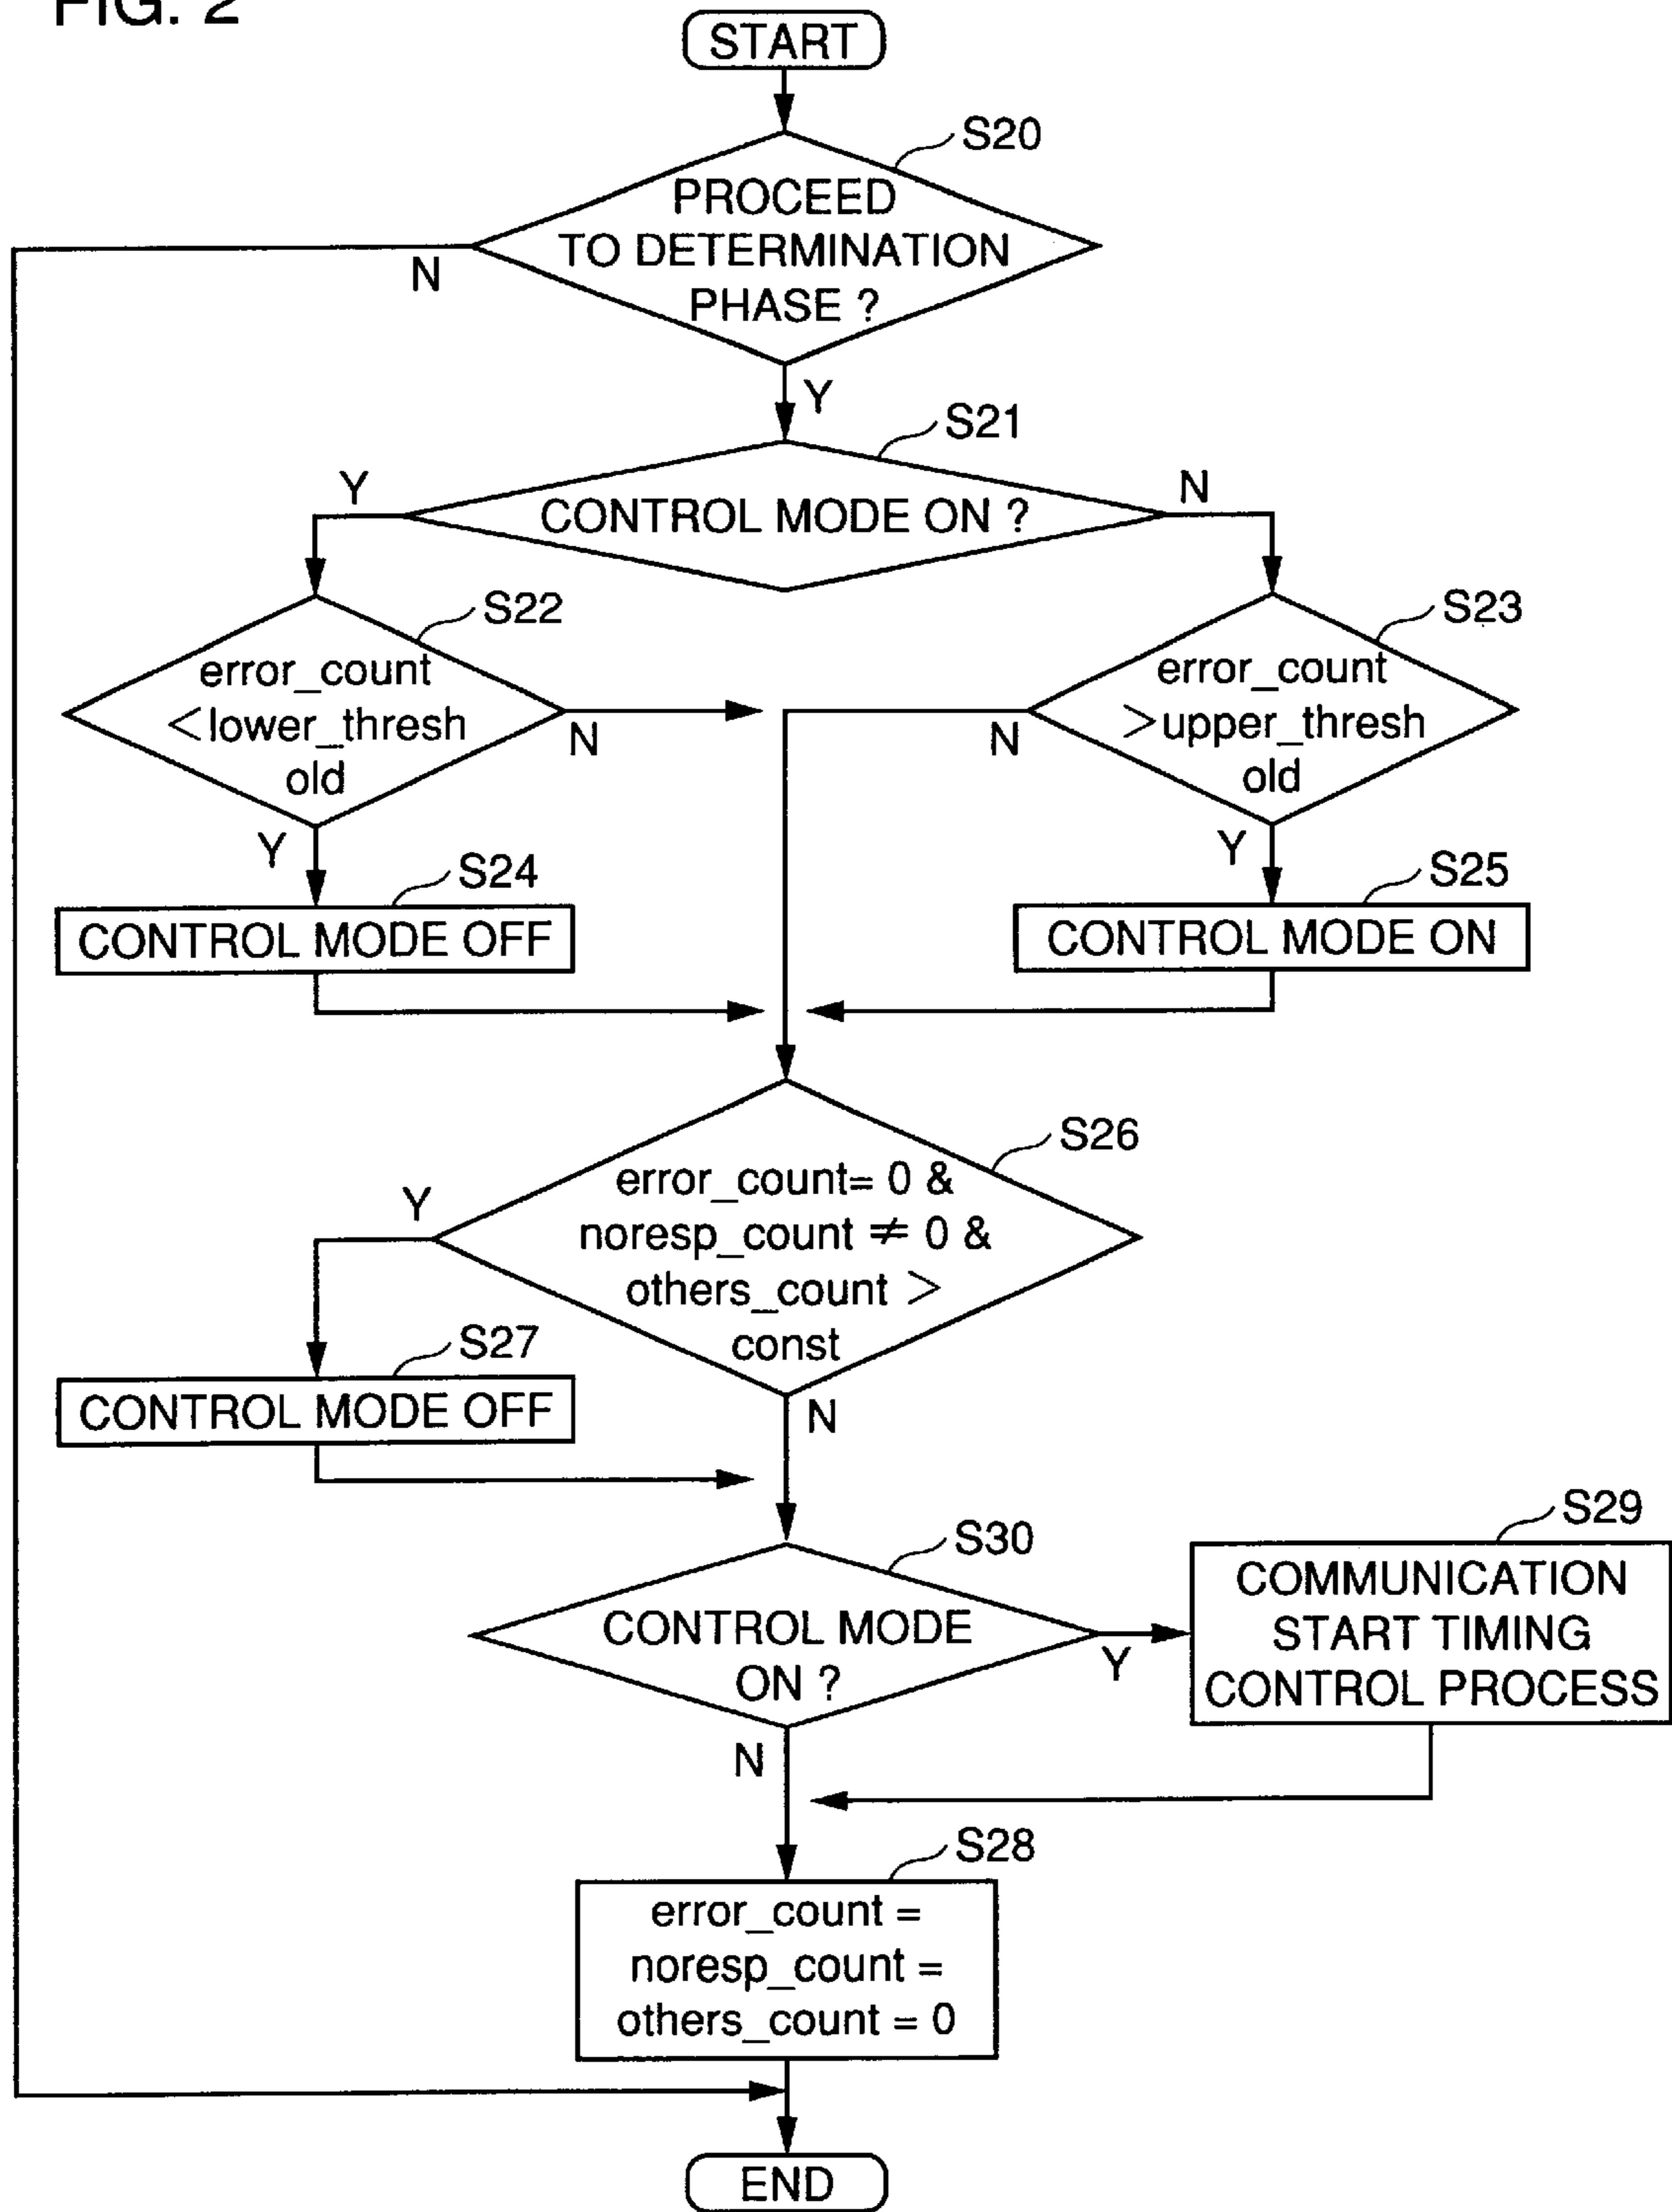 FIG. 2
START
S20
PROCEED
TO DETERMINATION
PHASE ?
N
Y
S21
CONTROL MODE ON ?
Y
N
S22
error_count
<lower_thresh
old
N
Y
S23
error_count
>upper_thresh
old
N
Y
S24
CONTROL MODE OFF
S25
CONTROL MODE ON
S26
error_count= 0 &
noresp_count ≠ 0 &
others_count >
const
Y
N
S27
CONTROL MODE OFF
S30
CONTROL MODE
ON ?
Y
N
S29
COMMUNICATION
START TIMING
CONTROL PROCESS
S28
error_count =
noresp_count =
others_count = 0
END